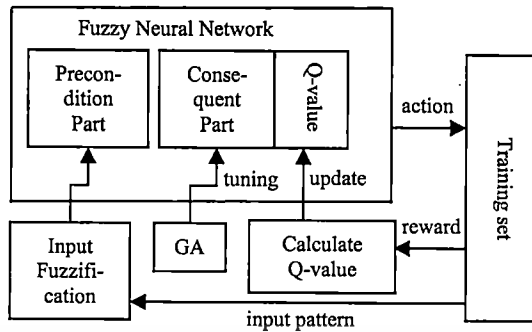 Fuzzy Neural Network
Precon-
dition
Part
Conse-
quent
Part
Q-value
action
Training set
tuning
update
reward
Input
Fuzzifi-
cation
GA
Calculate
Q-value
input pattern